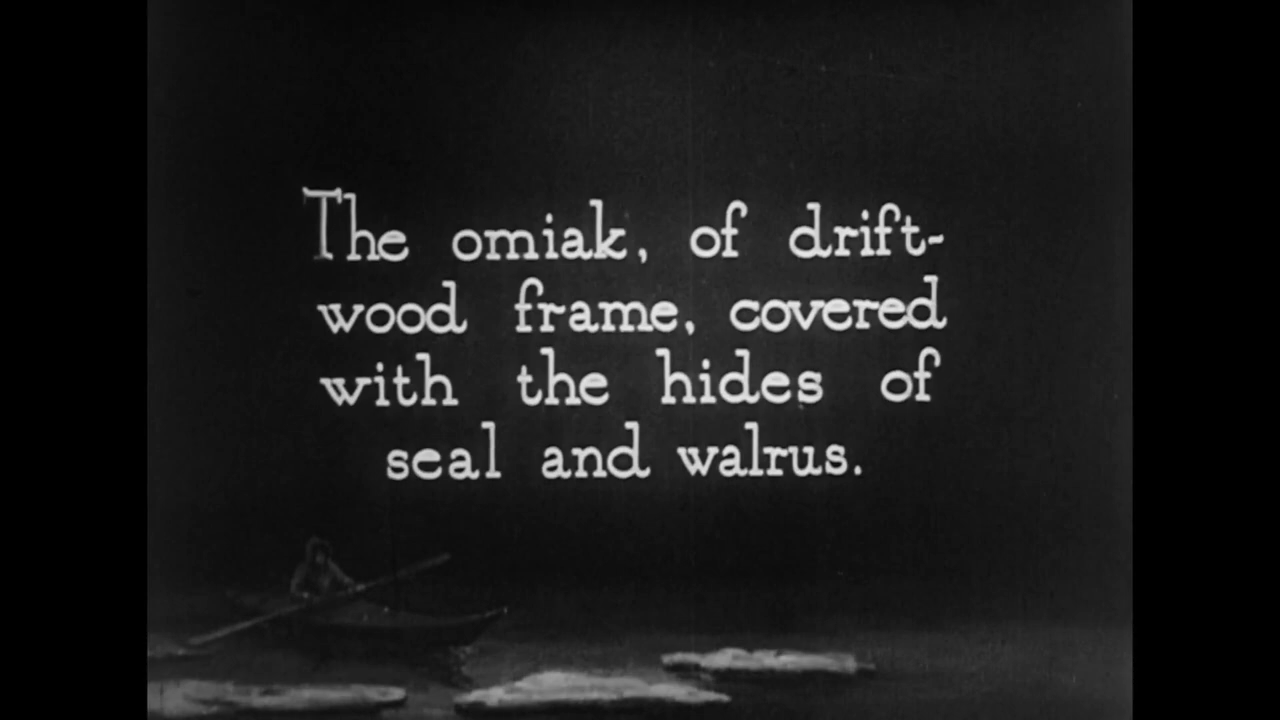 The omiak, of drift-
wood frame, covered
with the hides of
seal and walrus.